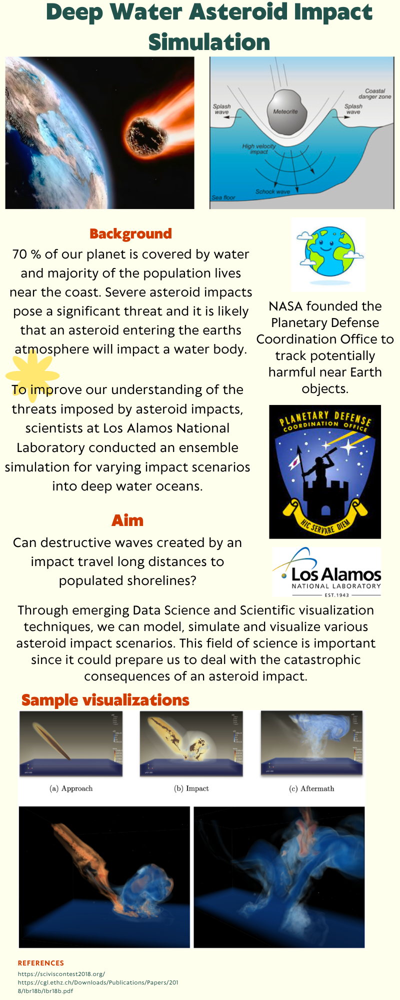 Deep Water Asteroid Impact
Simulation
Coastal
danger zone
Splash
wave
Meteorite
Splash
wave
High velocity
impact
Schock wave
Sea floor
Background
70 % of our planet is covered by water
and majority of the population lives
near the coast. Severe asteroid impacts
pose a significant threat and it is likely
that an asteroid entering the earths
atmosphere will impact a water body.
To improve our understanding of the
threats imposed by asteroid impacts,
scientists at Los Alamos National
Laboratory conducted an ensemble
simulation for varying impact scenarios
into deep water oceans.
NASA founded the
Planetary Defense
Coordination Office to
track potentially
harmful near Earth
objects.
PLANETARY DEFENSE
COORDINATION OFFICE
HIC SERVARE DIEM
Aim
Can destructive waves created by an
impact travel long distances to
populated shorelines?
Los Alamos
NATIONAL LABORATORY
EST.1943
Through emerging Data Science and Scientific visualization
techniques, we can model, simulate and visualize various
asteroid impact scenarios. This field of science is important
since it could prepare us to deal with the catastrophic
consequences of an asteroid impact.
Sample visualizations
(a) Approach
(b) Impact
(c) Aftermath
REFERENCES
https://sciviscontest2018.org/
https://cgl.ethz.ch/Downloads/Publications/Papers/201
8/lbr18b/lbr18b.pdf